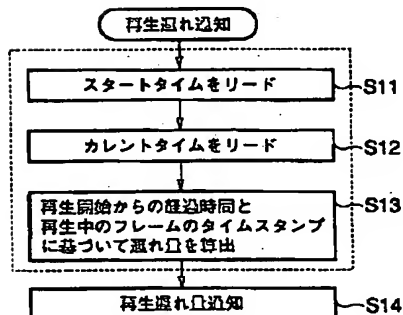 再生遅れ通知
スタートタイムをリード
S11
カレントタイムをリード
S12
再生開始からの経過時間と
再生中のフレームのタイムスタンプ
に基づいて遅れ量を算出
S13
再生遅れ量通知
S14